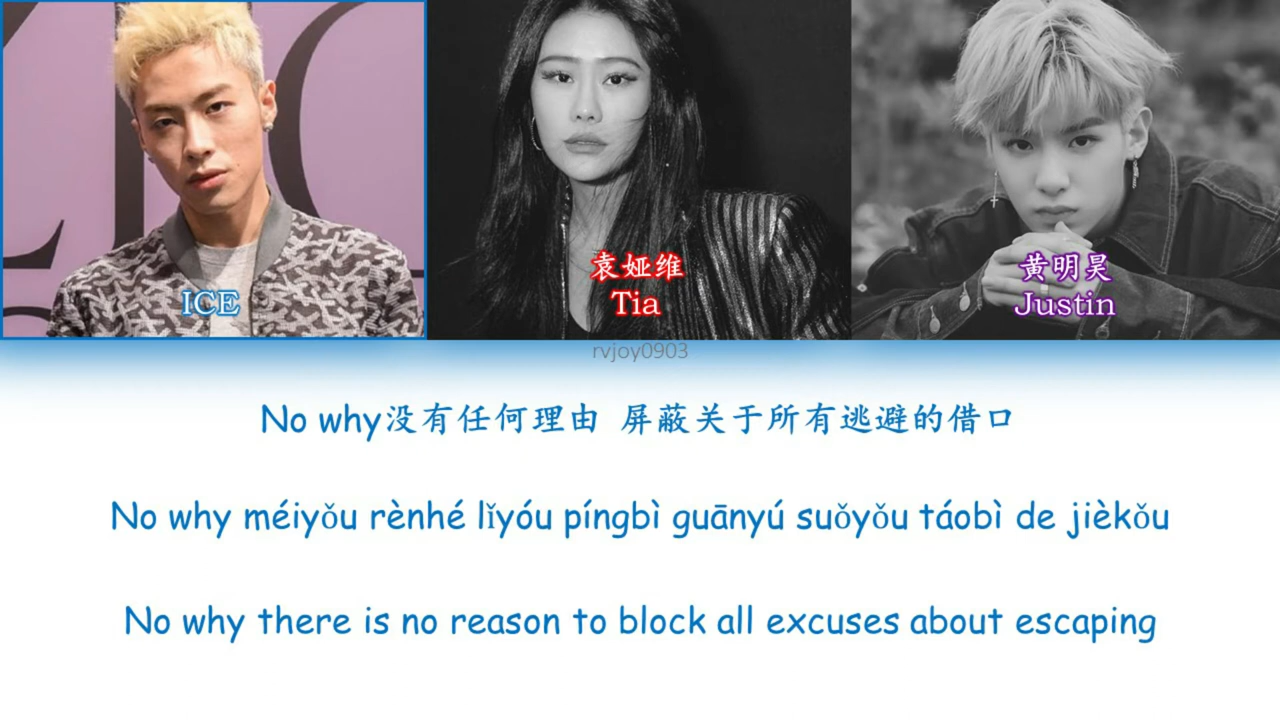 ICE
袁娅维
Tia
黄明昊
Justin
rvjoy0903
No why没有任何理由 屏蔽关于所有逃避的借口
No why méiyǒu rènhé lǐyóu píngbì guānyú suǒyǒu táobì de jièkǒu
No why there is no reason to block all excuses about escaping